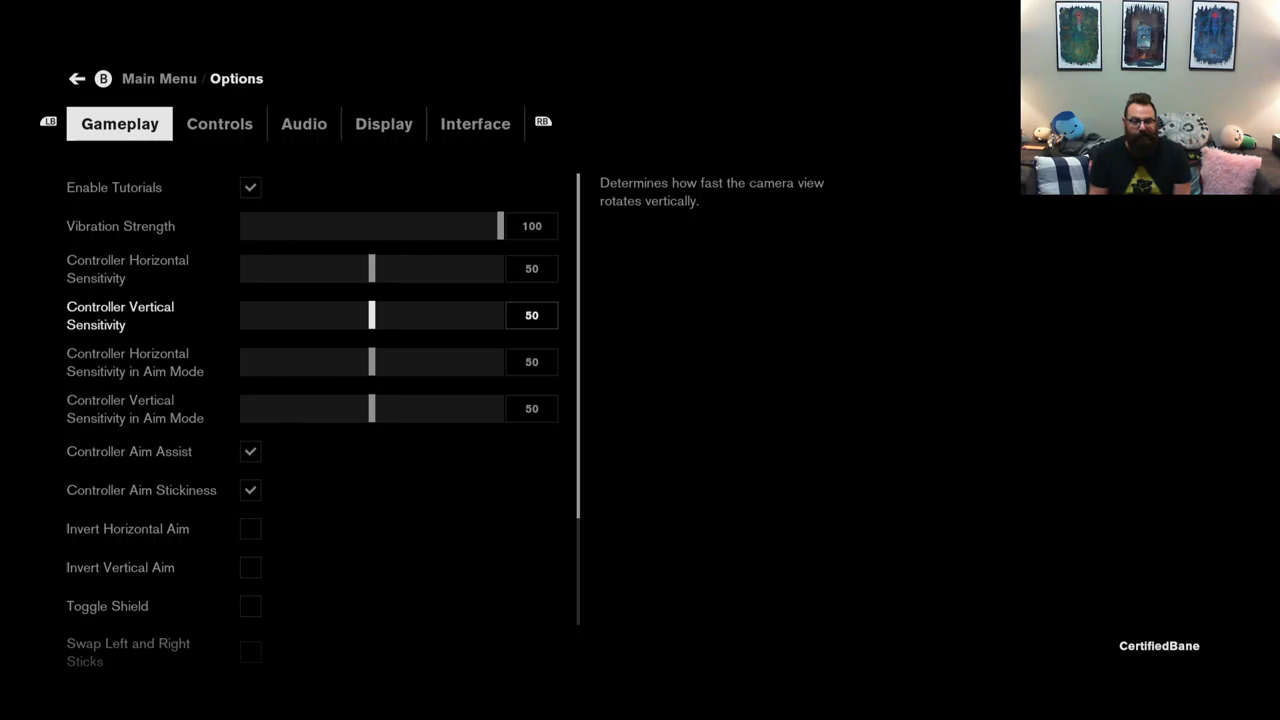 B Main Menu / Options
LB Gameplay Controls Audio Display Interface RB
Enable Tutorials
Vibration Strength 100
Controller Horizontal
Sensitivity 50
Controller Vertical
Sensitivity 50
Controller Horizontal
Sensitivity in Aim Mode 50
Controller Vertical
Sensitivity in Aim Mode 50
Controller Aim Assist
Controller Aim Stickiness
Invert Horizontal Aim
Invert Vertical Aim
Toggle Shield
Swap Left and Right
Sticks
Determines how fast the camera view
rotates vertically.
CertifiedBane